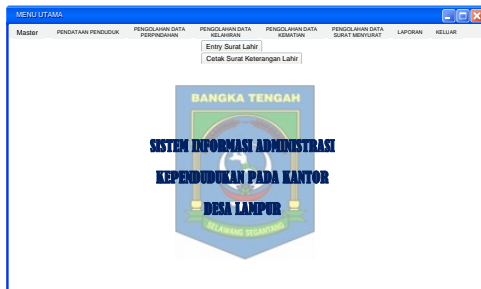 MENU UTAMA
Master PENDATAAN PENDUDUK PENGOLAHAN DATA PERPINDAHAN PENGOLAHAN DATA KELAHIRAN PENGOLAHAN DATA KEMATIAN PENGOLAHAN DATA SURAT MENYURAT LAPORAN KELUAR
Entry Surat Lahir
Cetak Surat Keterangan Lahir
BANGKA TENGAH
SISTEM INFORMASI ADMINISTRASI
KEPENDUDUKAN PADA KANTOR
DESA LAMPUR
SELAWANG SEGANTANG